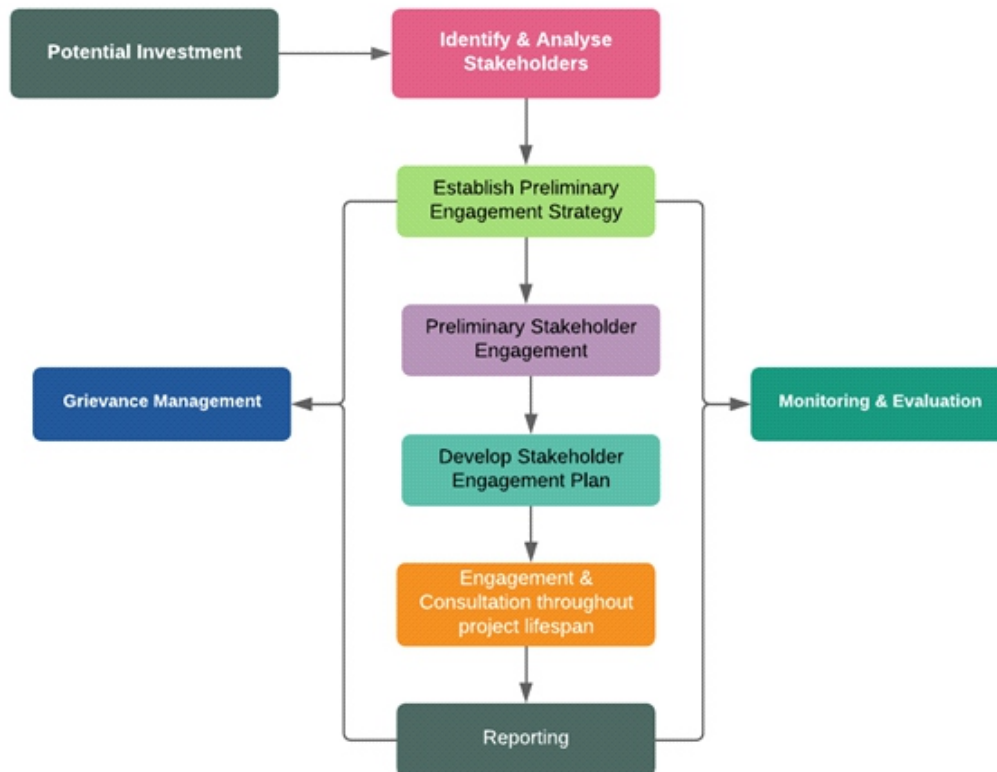 Potential Investment
Identify & Analyse
Stakeholders
Establish Preliminary
Engagement Strategy
Preliminary Stakeholder
Engagement
Grievance Management
Monitoring & Evaluation
Develop Stakeholder
Engagement Plan
Engagement &
Consultation throughout
project lifespan
Reporting